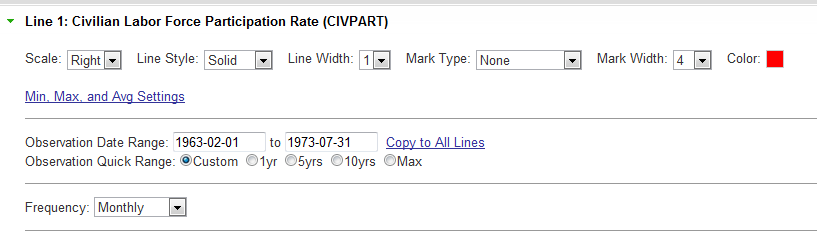 Line 1: Civilian Labor Force Participation Rate (CIVPART)
Scale: Right Line Style: Solid Line Width: 1 Mark Type: None Mark Width: 4 Color:
Min, Max, and Avg Settings
Observation Date Range: 1963-02-01 to 1973-07-31 Copy to All Lines
Observation Quick Range: Custom 1yr 5yrs 10yrs Max
Frequency: Monthly